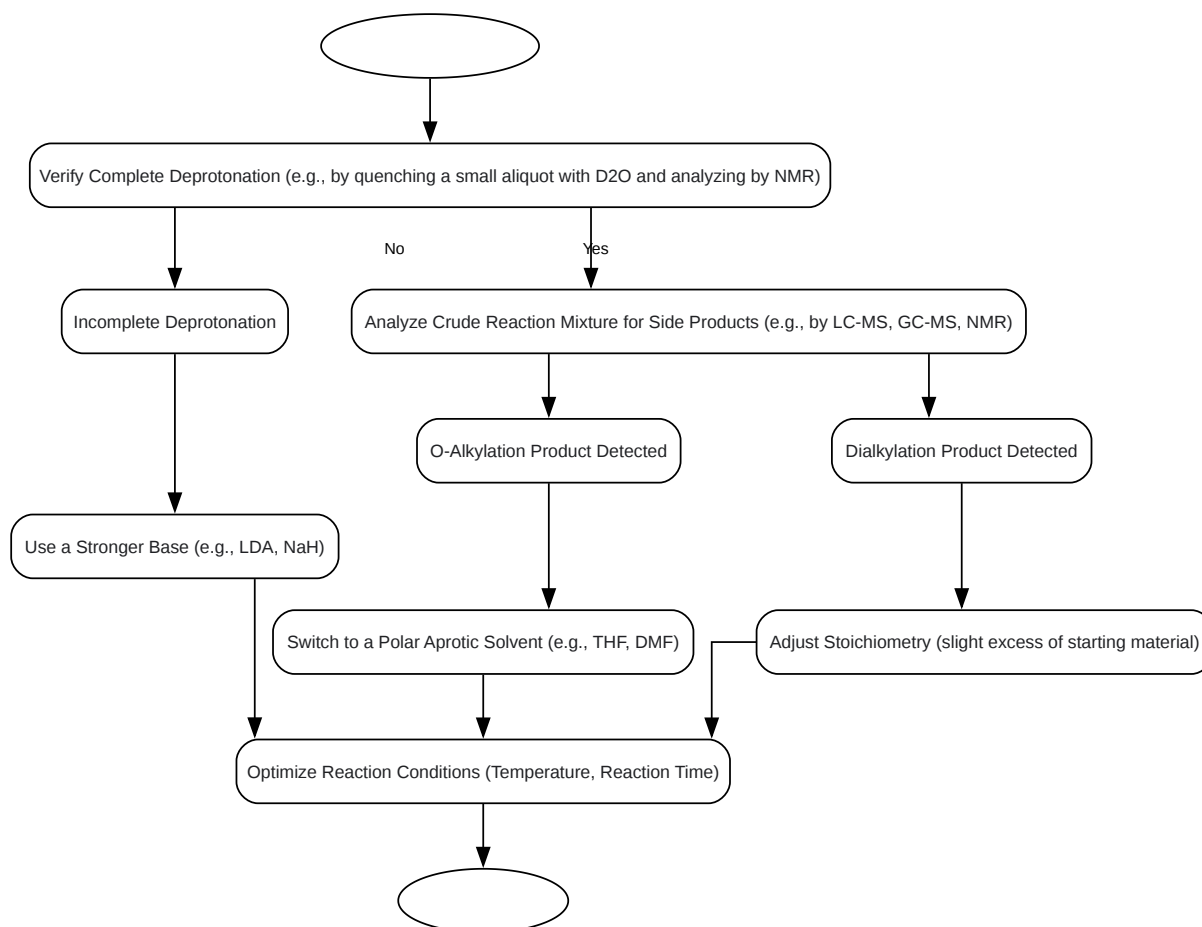 Verify Complete Deprotonation (e.g., by quenching a small aliquot with D2O and analyzing by NMR)
No
Yes
Incomplete Deprotonation
Analyze Crude Reaction Mixture for Side Products (e.g., by LC-MS, GC-MS, NMR)
O-Alkylation Product Detected
Dialkylation Product Detected
Use a Stronger Base (e.g., LDA, NaH)
Switch to a Polar Aprotic Solvent (e.g., THF, DMF)
Adjust Stoichiometry (slight excess of starting material)
Optimize Reaction Conditions (Temperature, Reaction Time)